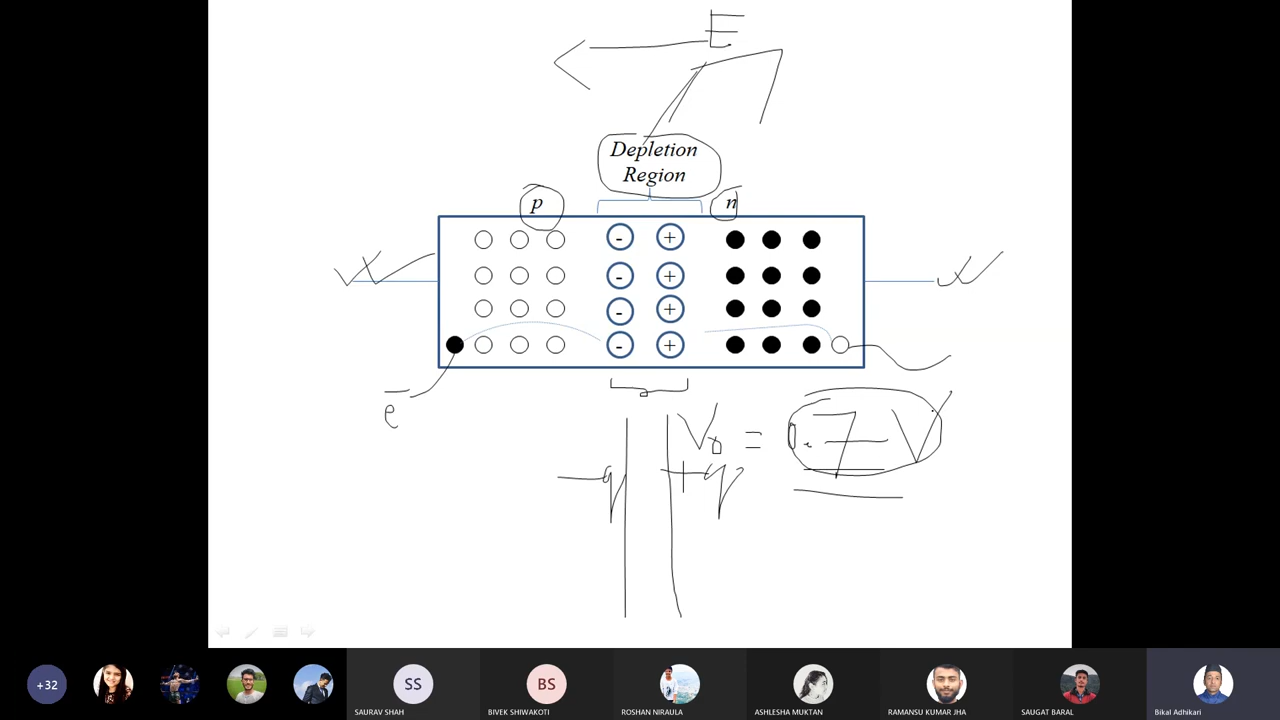 E
Depletion
Region
p
n
- +
- +
- +
- +
e
V₀ = 0.7 V
-q
+q
+32
SS
SAURAV SHAH
BS
BIVEK SHIWAKOTI
ROSHAN NIRAULA
ASHLESHA MUKTAN
RAMANSU KUMAR JHA
SAUGAT BARAL
Bikal Adhikari